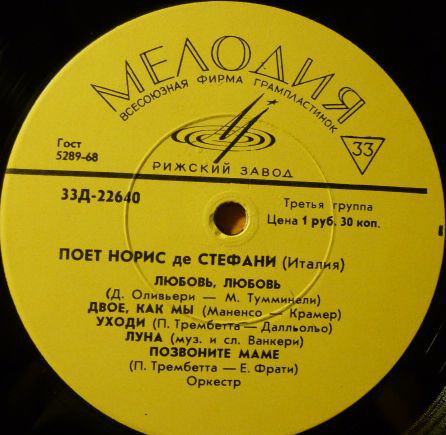 МЕЛОДИЯ
ВСЕСОЮЗНАЯ ФИРМА ГРАМПЛАСТИНОК
Гост
5289-68
33
РИЖСКИЙ ЗАВОД
33Д-22640
Третья группа
Цена 1 руб. 30 коп.
ПОЕТ НОРИС де СТЕФАНИ (Италия)
ЛЮБОВЬ, ЛЮБОВЬ
(Д. Оливьери — М. Тумминали)
ДВОЕ, КАК МЫ (Маненсо — Крамер)
УХОДИ (П. Трембетта — Далльольо)
ЛУНА (муз. и сл. Ванкери)
ПОЗВОНИТЕ МАМЕ
(П. Трембетта — Е. Фрати)
Оркестр